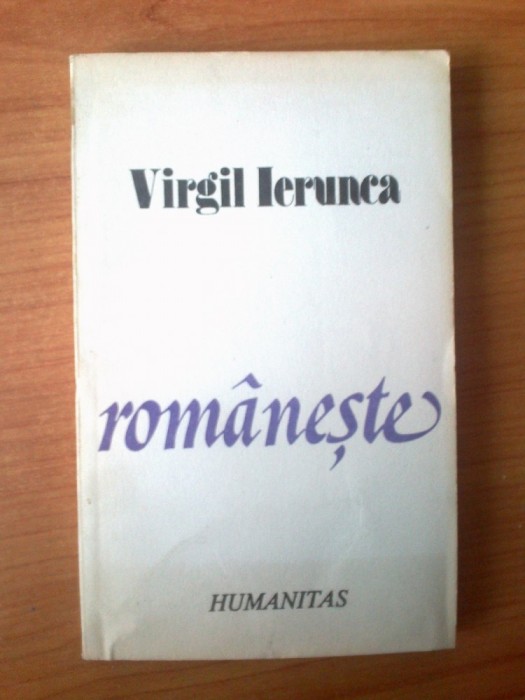 Virgil Ierunca
românește
HUMANITAS